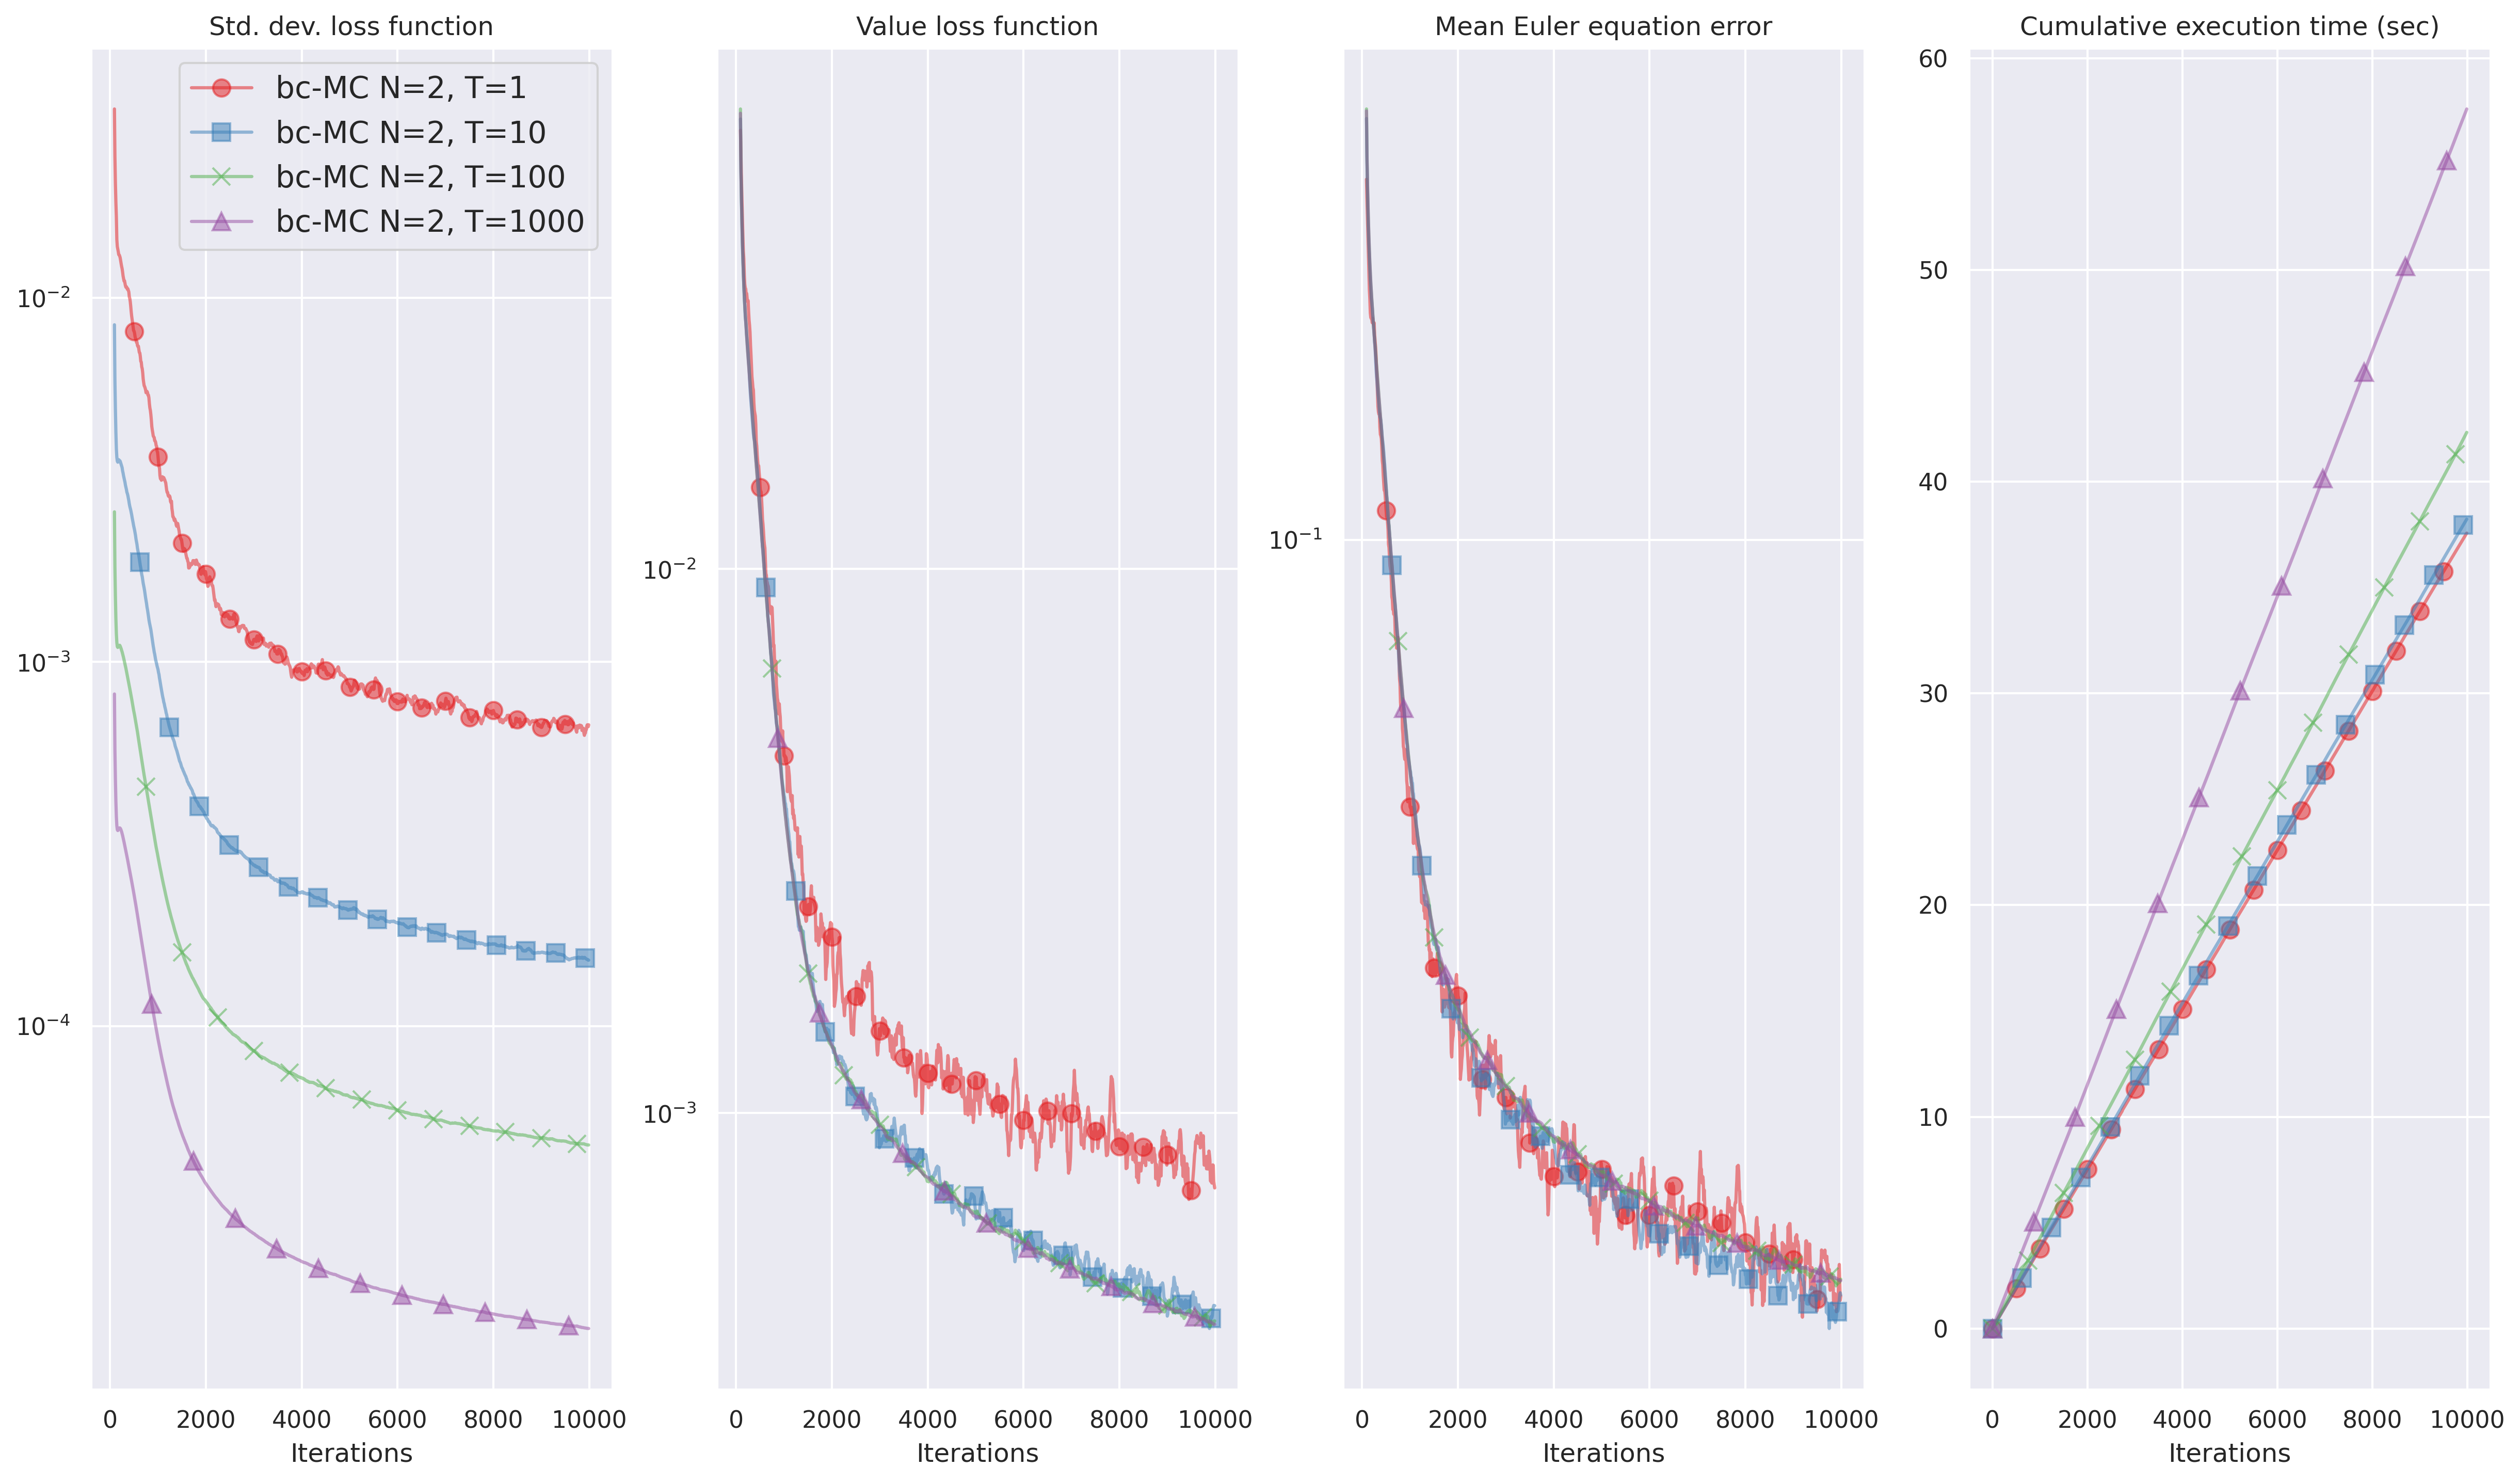 Std. dev. loss function
bc-MC N=2, T=1
bc-MC N=2, T=10
bc-MC N=2, T=100
bc-MC N=2, T=1000
10⁻²
10⁻³
10⁻⁴
0 2000 4000 6000 8000 10000
Iterations
Value loss function
10⁻²
10⁻³
0 2000 4000 6000 8000 10000
Iterations
Mean Euler equation error
10⁻¹
0 2000 4000 6000 8000 10000
Iterations
Cumulative execution time (sec)
60
50
40
30
20
10
0
0 2000 4000 6000 8000 10000
Iterations